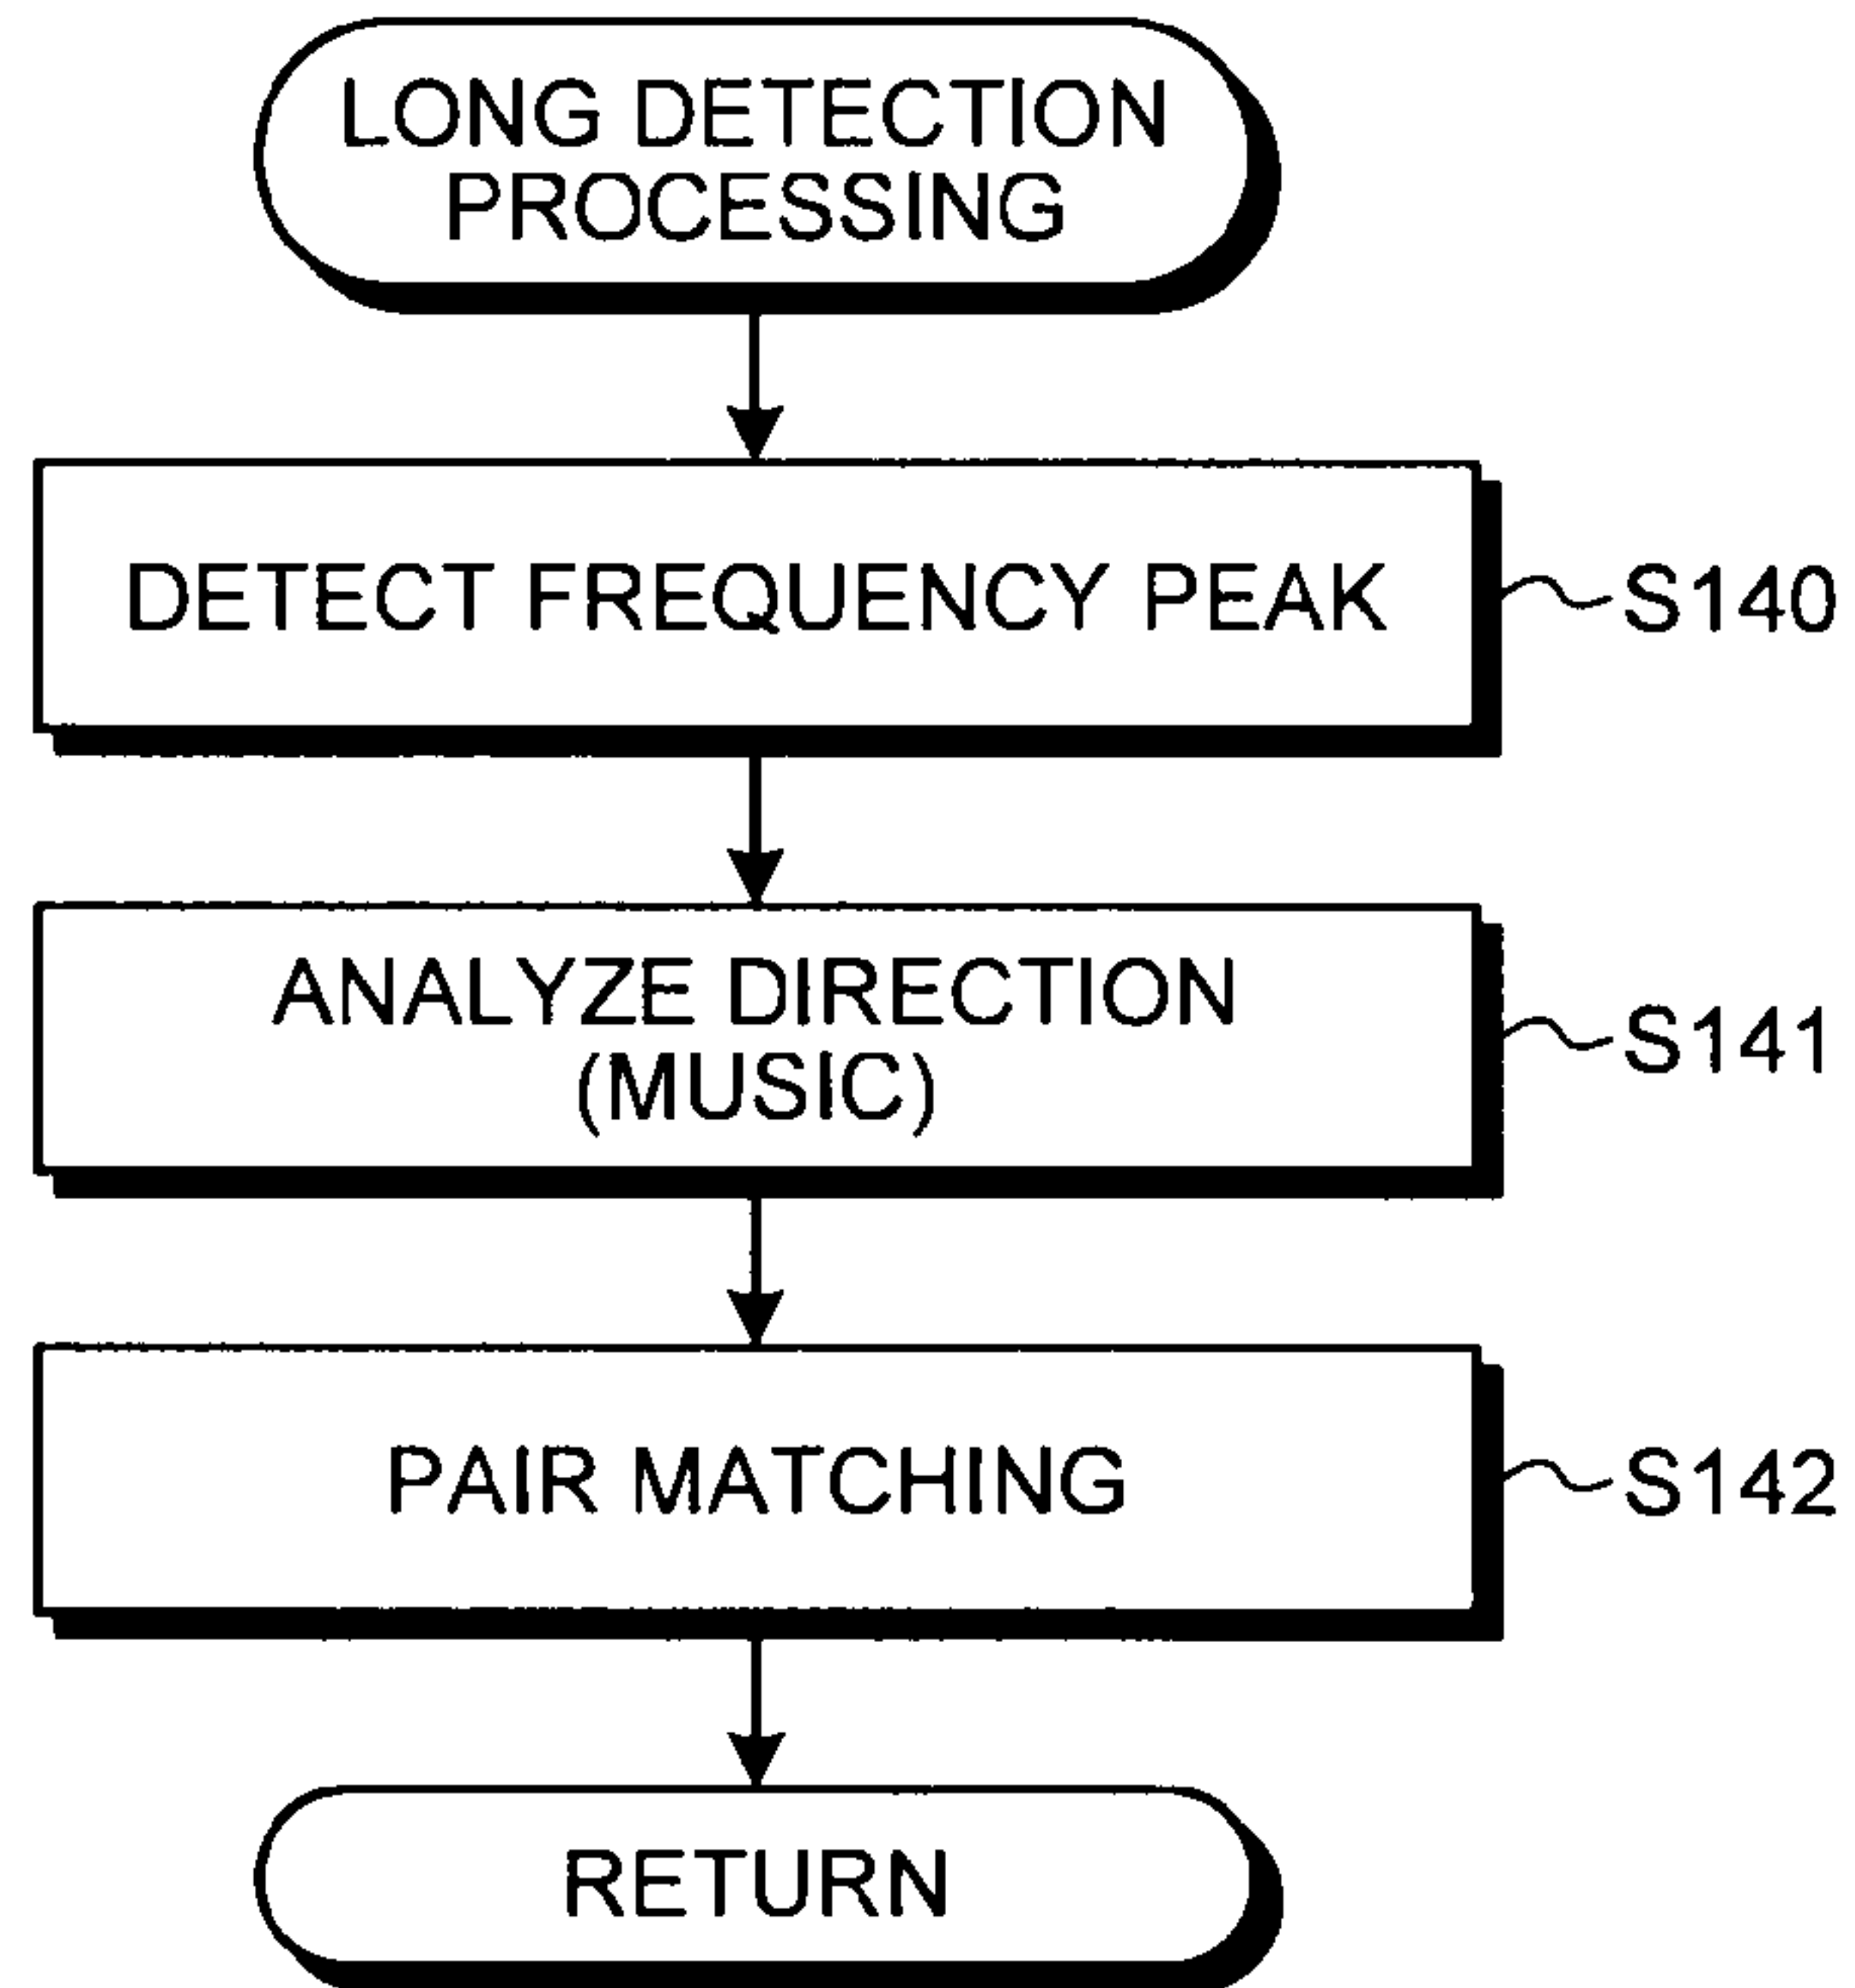 LONG DETECTION
PROCESSING
DETECT FREQUENCY PEAK
S140
ANALYZE DIRECTION
(MUSIC)
S141
PAIR MATCHING
S142
RETURN